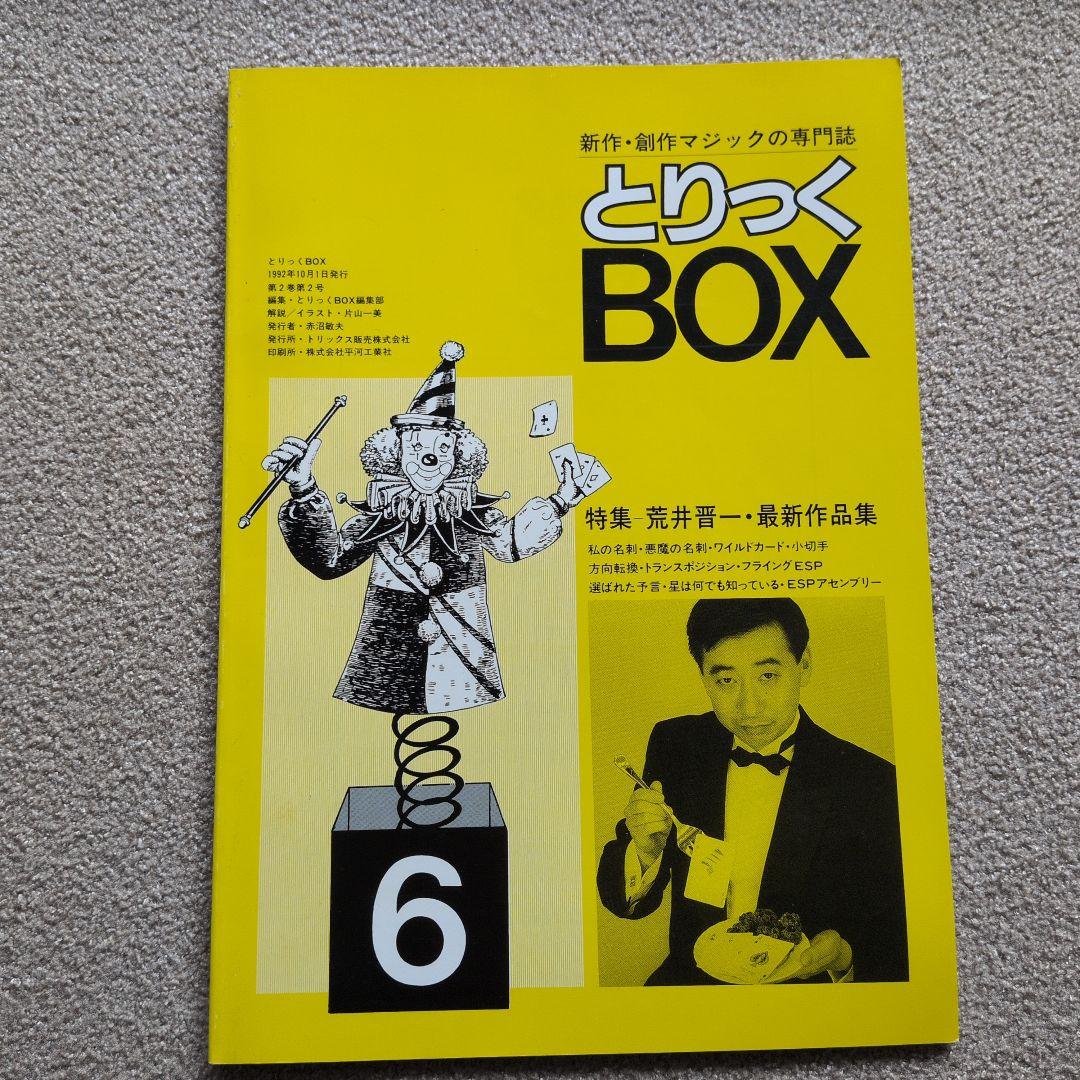 新作・創作マジックの専門誌
とりっく
BOX
とりっくBOX
1992年10月1日発行
第2巻第2号
編集・とりっくBOX編集部
解説／イラスト・片山一美
発行者・赤沼敏夫
発行所・トリックス販売株式会社
印刷所・株式会社平河工業社
特集-荒井晋一・最新作品集
私の名刺・悪魔の名刺・ワイルドカード・小切手
方向転換・トランスポジション・フライングESP
選ばれた予言・星は何でも知っている・ESPアセンブリー
6